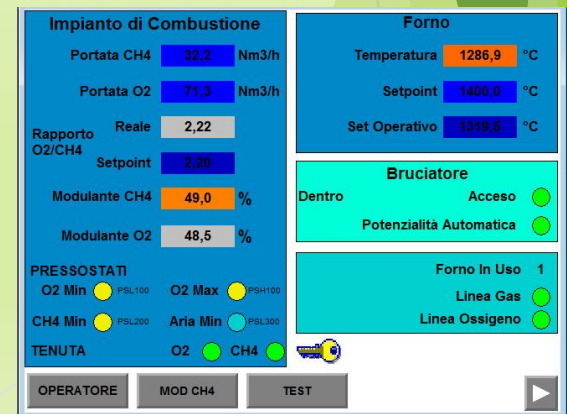 Impianto di Combustione
Portata CH4 32,2 Nm3/h
Portata O2 71,3 Nm3/h
Rapporto O2/CH4
Reale 2,22
Setpoint 2,20
Modulante CH4 49,0 %
Modulante O2 48,5 %
PRESSOSTATI
O2 Min PSL100 O2 Max PSH100
CH4 Min PSL200 Aria Min PSL300
TENUTA O2 CH4
Forno
Temperatura 1286,9 °C
Setpoint 1400,0 °C
Set Operativo 1319,5 °C
Bruciatore
Dentro Acceso
Potenzialità Automatica
Forno In Uso 1
Linea Gas
Linea Ossigeno
OPERATORE MOD CH4 TEST